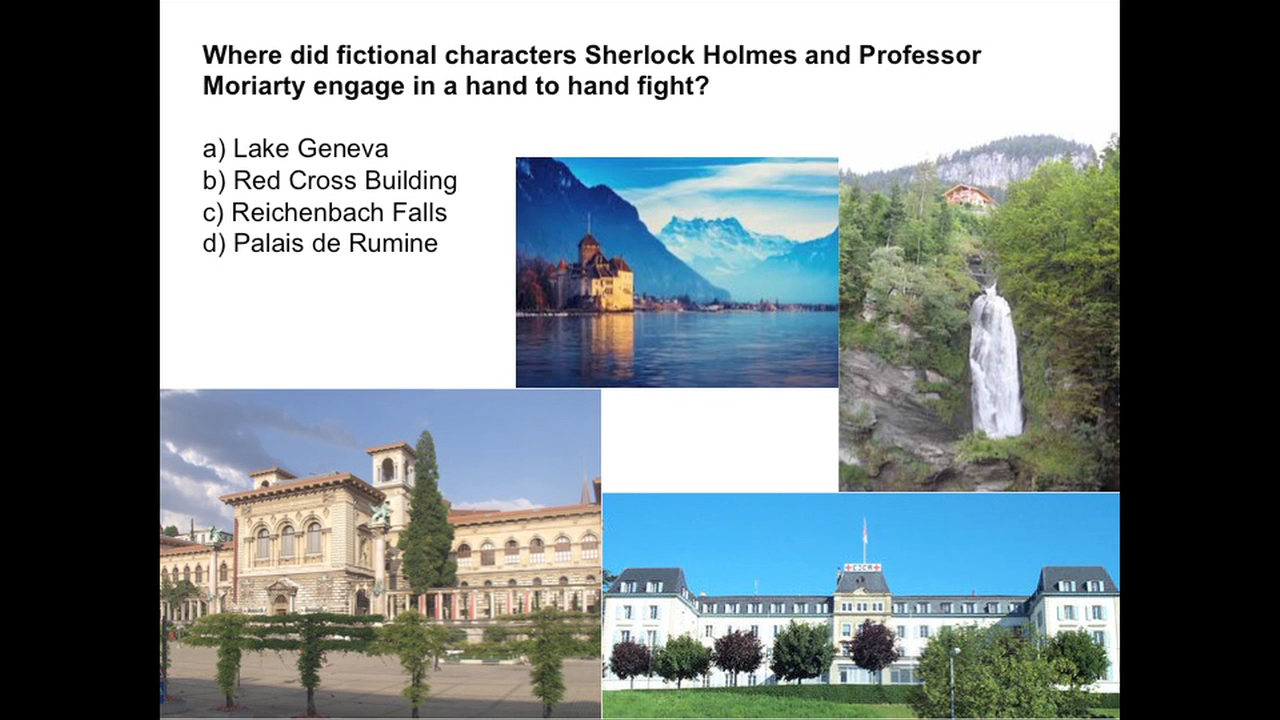 Where did fictional characters Sherlock Holmes and Professor
Moriarty engage in a hand to hand fight?
a) Lake Geneva
b) Red Cross Building
c) Reichenbach Falls
d) Palais de Rumine
CICR